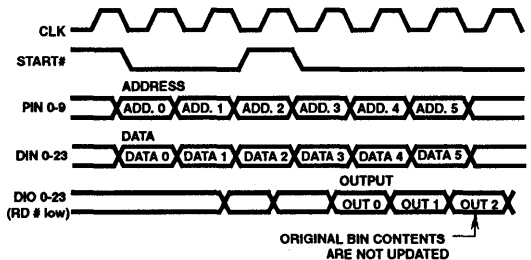 CLK
START#
ADDRESS
PIN 0-9
ADD. 0 ADD. 1 ADD. 2 ADD. 3 ADD. 4 ADD. 5
DATA
DIN 0-23
DATA 0 DATA 1 DATA 2 DATA 3 DATA 4 DATA 5
OUTPUT
DIO 0-23
(RD # low)
OUT 0 OUT 1 OUT 2
ORIGINAL BIN CONTENTS
ARE NOT UPDATED